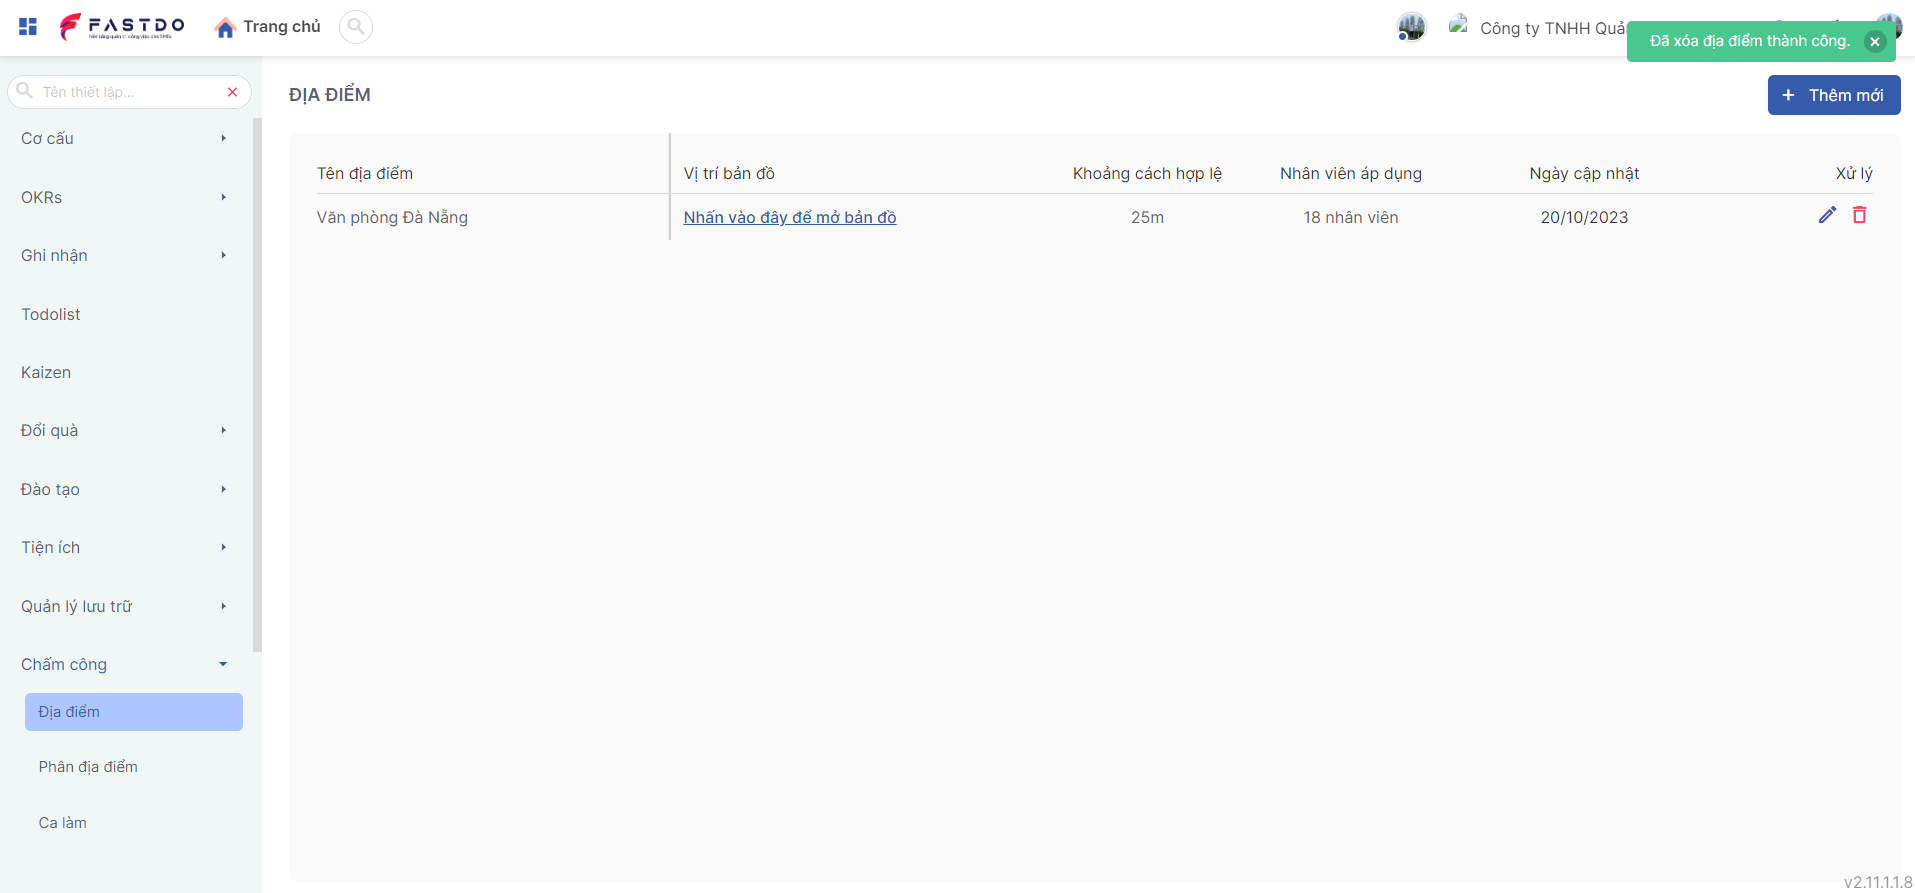 FASTDO
Trang chủ
Công ty TNHH
Đã xóa địa điểm thành công.
Tên thiết lập...
Cơ cấu
OKRs
Ghi nhận
Todolist
Kaizen
Đổi quà
Đào tạo
Tiện ích
Quản lý lưu trữ
Chấm công
Địa điểm
Phân địa điểm
Ca làm
ĐỊA ĐIỂM
+ Thêm mới
Tên địa điểm Vị trí bản đồ Khoảng cách hợp lệ Nhân viên áp dụng Ngày cập nhật Xử lý
Văn phòng Đà Nẵng Nhấn vào đây để mở bản đồ 25m 18 nhân viên 20/10/2023
v2.11.1.1.8